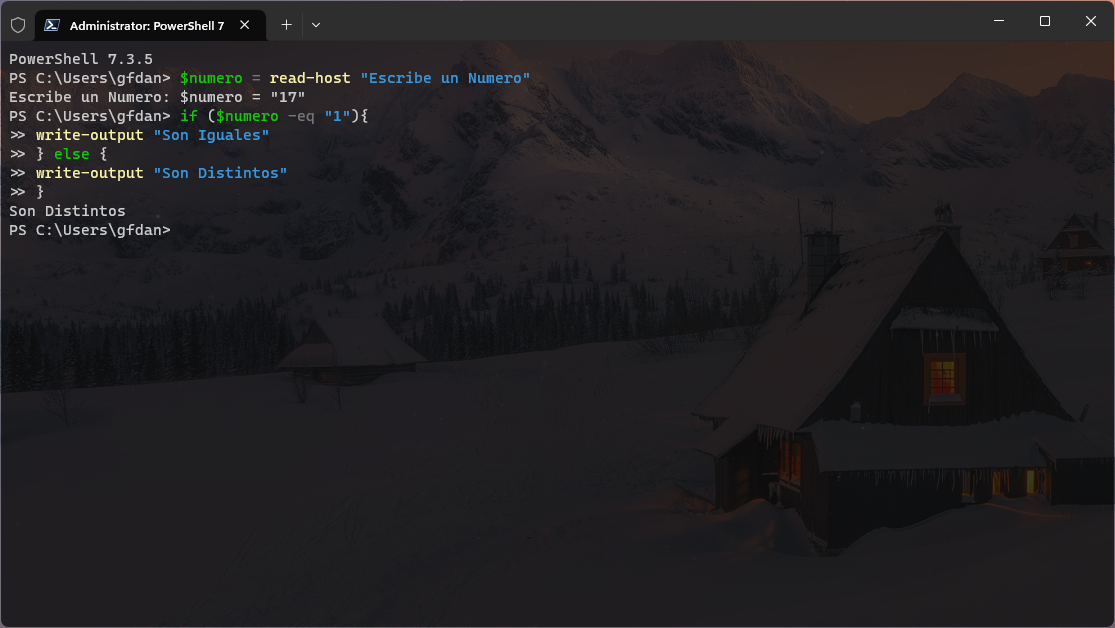 Administrator: PowerShell 7
PowerShell 7.3.5
PS C:\Users\gfdan> $numero = read-host "Escribe un Numero"
Escribe un Numero: $numero = "17"
PS C:\Users\gfdan> if ($numero -eq "1"){
>> write-output "Son Iguales"
>> } else {
>> write-output "Son Distintos"
>> }
Son Distintos
PS C:\Users\gfdan>